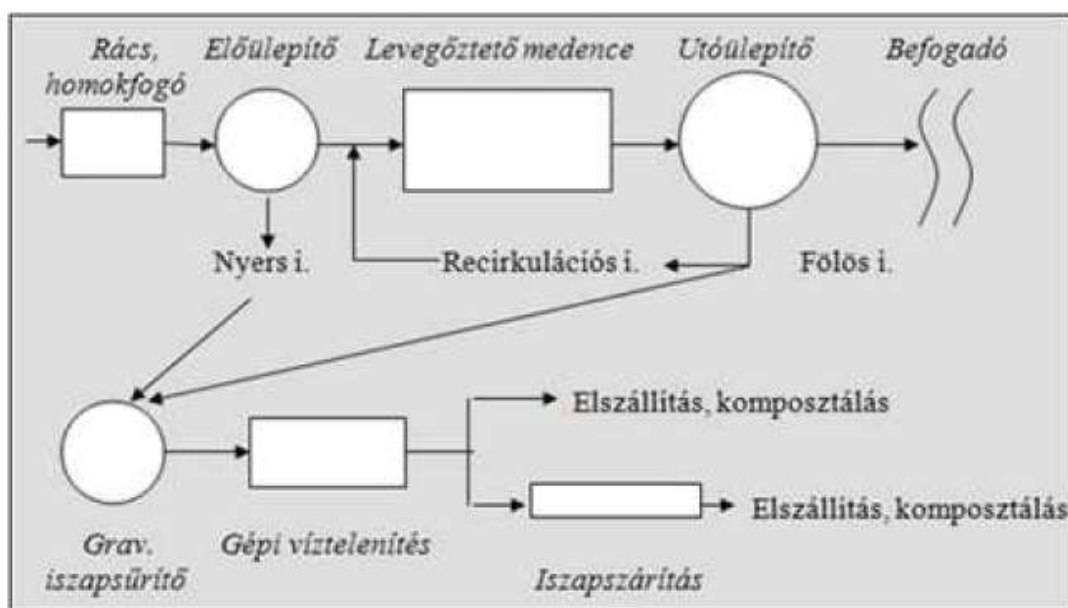 Rács,
homokfogó
Előülepítő
Levegőztető medence
Utóülepítő
Befogadó
Nyers i.
Recirkulációs i.
Fölös i.
Elszállítás, komposztálás
Elszállítás, komposztálás
Grav.
iszapsűrítő
Gépi víztelenítés
Iszapszárítás